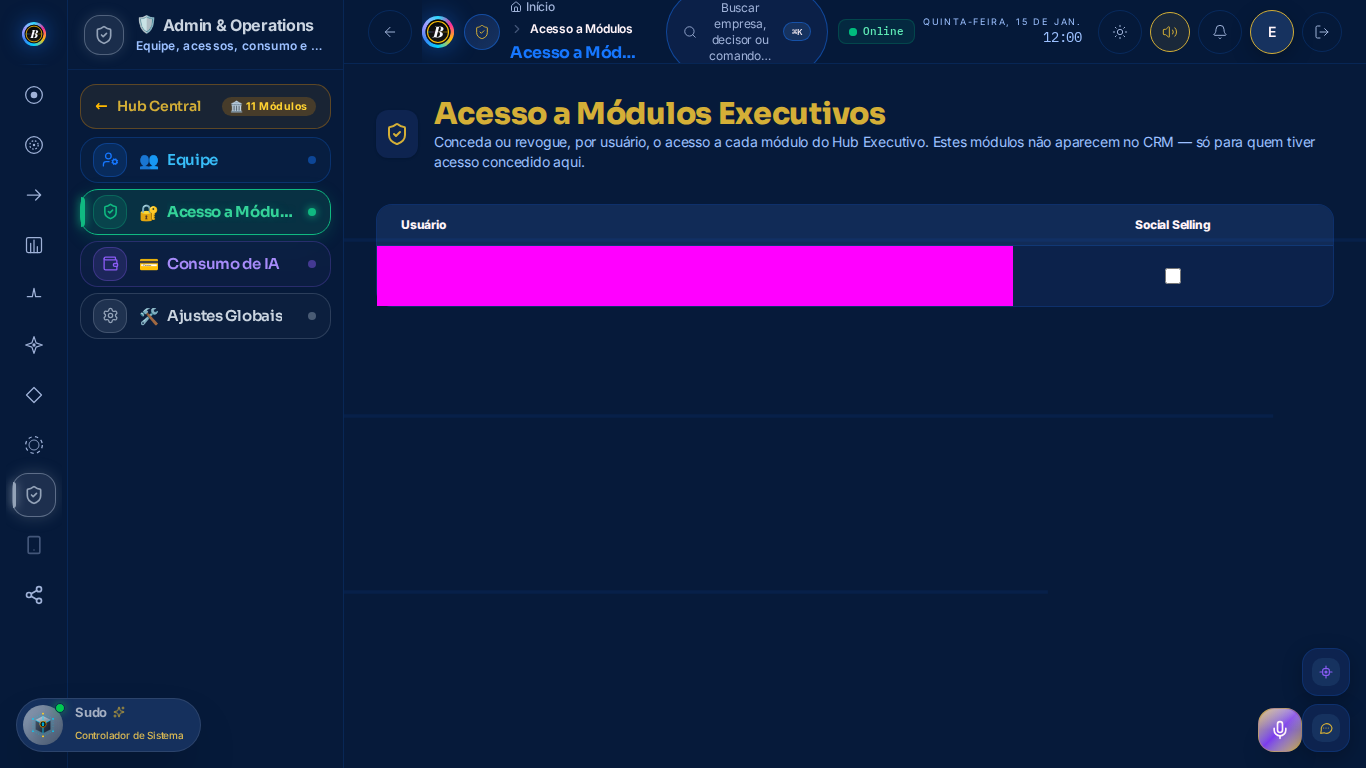 B
🛡️ Admin & Operations
Equipe, acessos, consumo e ...
← Hub Central
🏛️ 11 Módulos
👥 Equipe
🔐 Acesso a Módu...
💳 Consumo de IA
🛠️ Ajustes Globais
Sudo
Controlador de Sistema
B
Início
Acesso a Módulos
Acesso a Mód...
Buscar
empresa,
decisor ou
comando...
⌘K
Online
QUINTA-FEIRA, 15 DE JAN.
12:00
E
Acesso a Módulos Executivos
Conceda ou revogue, por usuário, o acesso a cada módulo do Hub Executivo. Estes módulos não aparecem no CRM — só para quem tiver
acesso concedido aqui.
Usuário
Social Selling